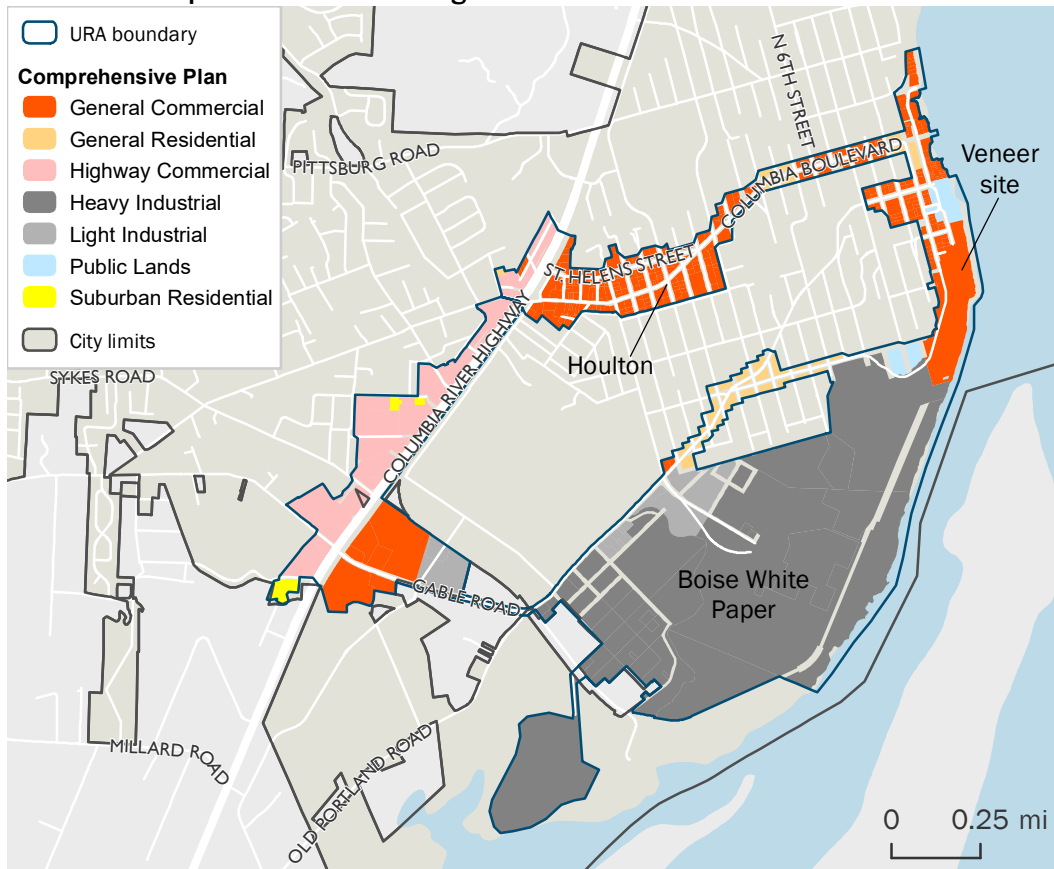 URA boundary
Comprehensive Plan
General Commercial
General Residential
Highway Commercial
Heavy Industrial
Light Industrial
Public Lands
Suburban Residential
City limits
N 6TH STREET
PITTSBURG ROAD
COLUMBIA BOULEVARD
Veneer
site
ST. HELENS STREET
Houlton
SYKES ROAD
COLUMBIA RIVER HIGHWAY
Boise White
Paper
GABLE ROAD
MILLARD ROAD
OLD PORTLAND ROAD
0 0.25 mi